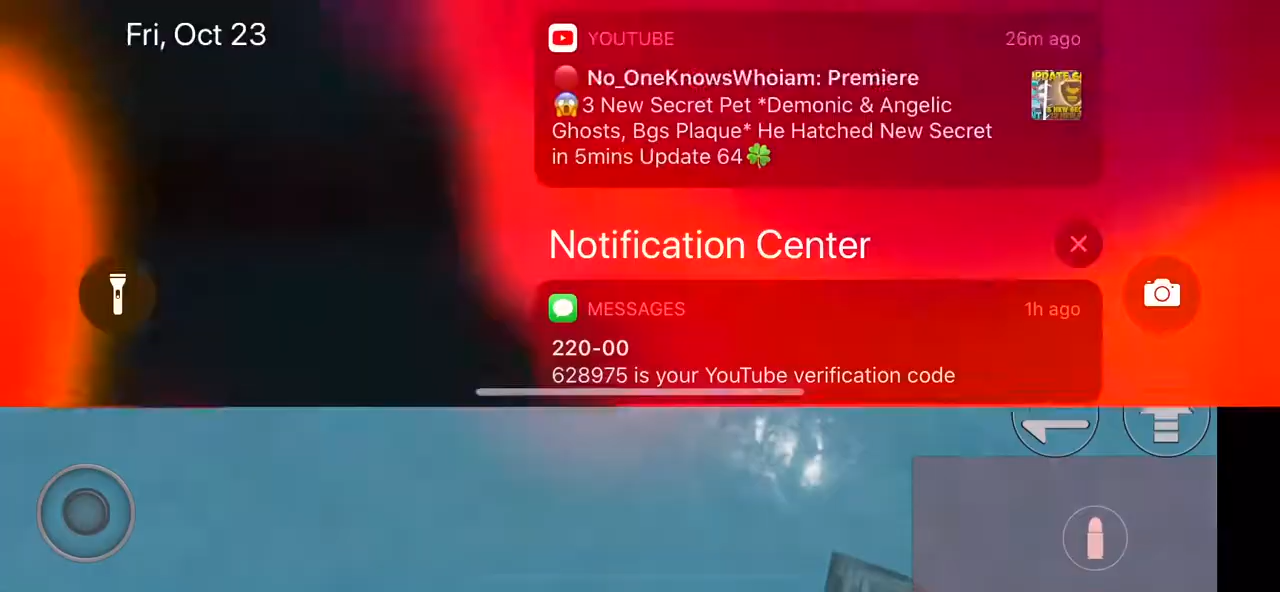 Fri, Oct 23
YOUTUBE
26m ago
No_OneKnowsWhoiam: Premiere
3 New Secret Pet *Demonic & Angelic
Ghosts, Bgs Plaque* He Hatched New Secret
in 5mins Update 64
Notification Center
MESSAGES
1h ago
220-00
628975 is your YouTube verification code